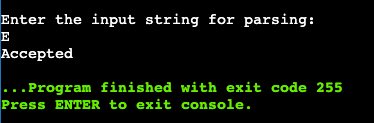 Enter the input string for parsing:
E
Accepted
...Program finished with exit code 255
Press ENTER to exit console.